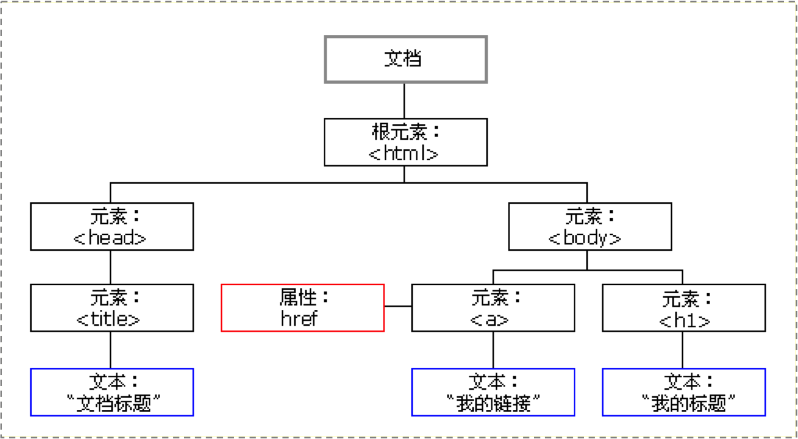 文档
根元素：
<html>
元素：
<head>
元素：
<body>
元素：
<title>
属性：
href
元素：
<a>
元素：
<h1>
文本：
“文档标题”
文本：
“我的链接”
文本：
“我的标题”